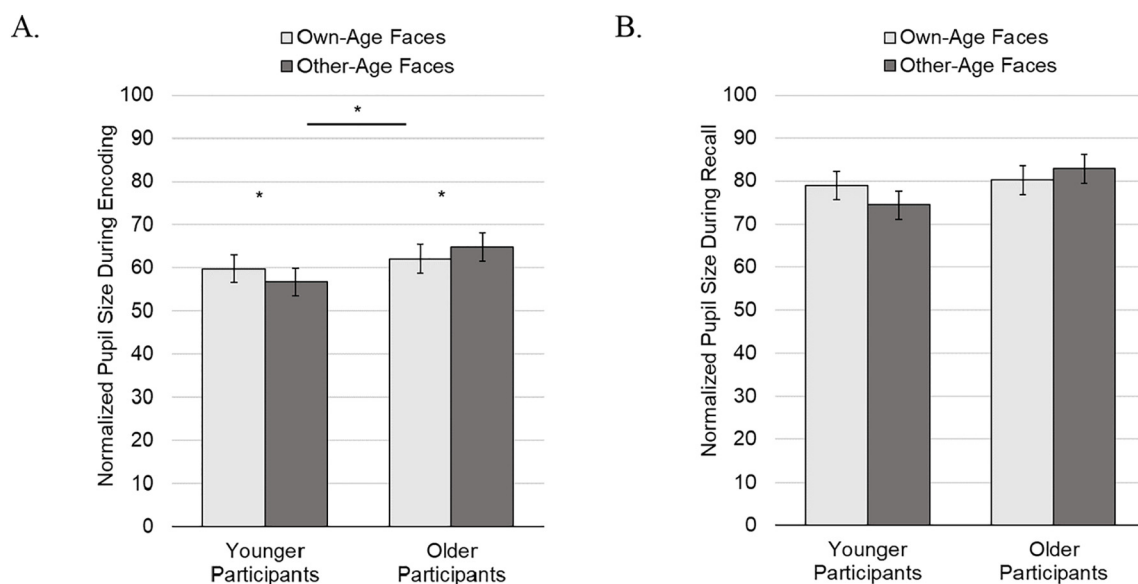 A.
Own-Age Faces
Other-Age Faces
Normalized Pupil Size During Encoding
100
90
80
70
60
50
40
30
20
10
0
*
*
*
Younger
Participants
Older
Participants
B.
Own-Age Faces
Other-Age Faces
Normalized Pupil Size During Recall
100
90
80
70
60
50
40
30
20
10
0
Younger
Participants
Older
Participants